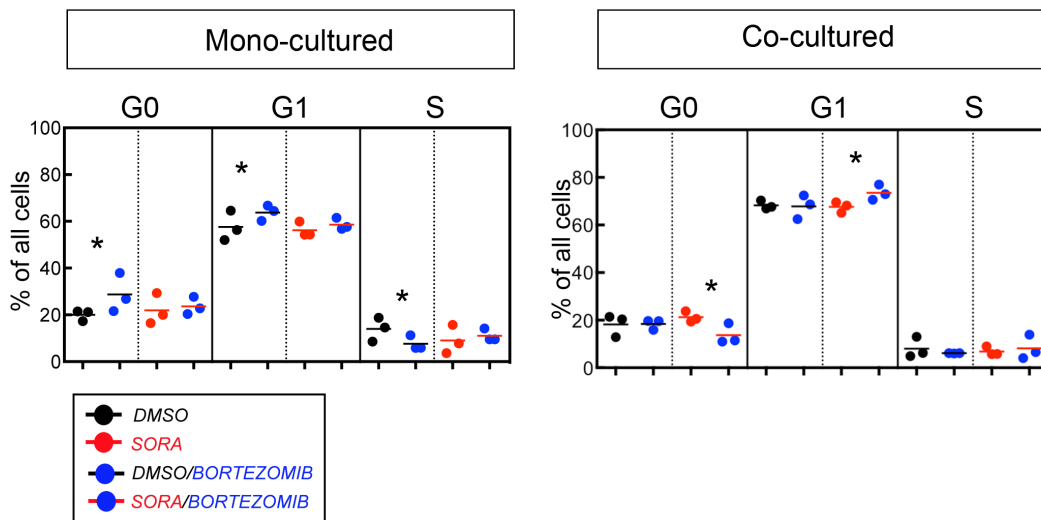 Mono-cultured
Co-cultured
G0 G1 S
G0 G1 S
% of all cells
100
80
60
40
20
0
*
*
*
% of all cells
100
80
60
40
20
0
*
*
DMSO
SORA
DMSO/BORTEZOMIB
SORA/BORTEZOMIB